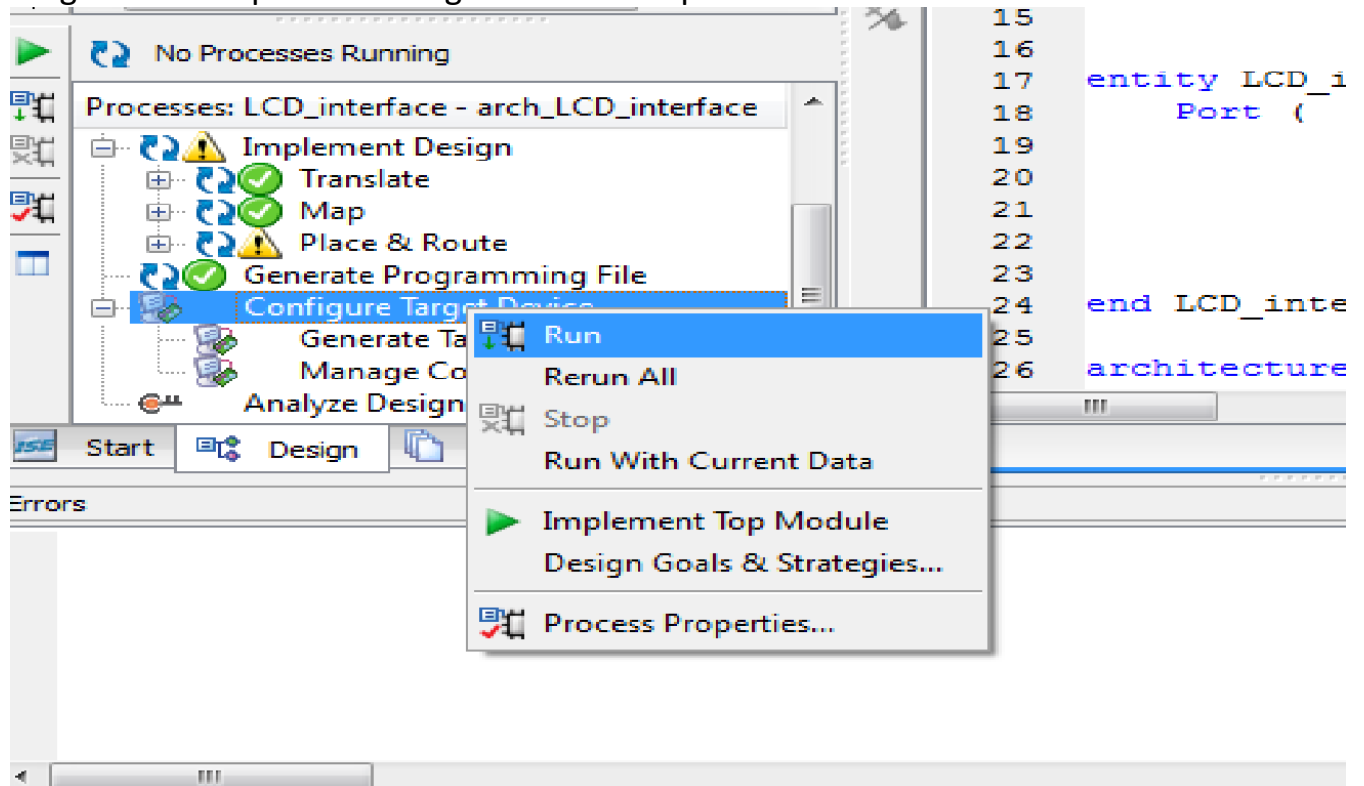 No Processes Running
Processes: LCD_interface - arch_LCD_interface
Implement Design
Translate
Map
Place & Route
Generate Programming File
Configure Target Device
Generate Ta
Manage Co
Analyze Design
Run
Rerun All
Stop
Run With Current Data
Implement Top Module
Design Goals & Strategies...
Process Properties...
ISE Start Design
Errors
15
16
17 entity LCD_i
18 Port (
19
20
21
22
23
24 end LCD_inte
25
26 architecture